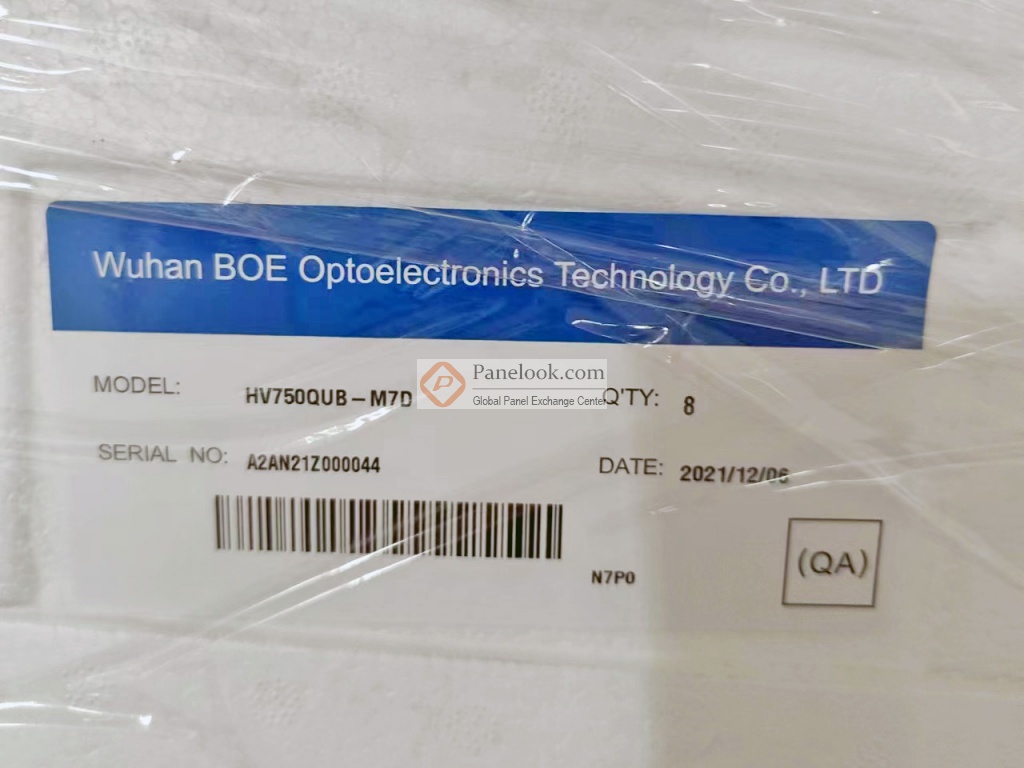 Wuhan BOE Optoelectronics Technology Co., LTD
MODEL: HV750QUB-M7D Q'TY: 8
Panelook.com
Global Panel Exchange Center
SERIAL NO: A2AN21Z000044 DATE: 2021/12/06
N7P0
(QA)